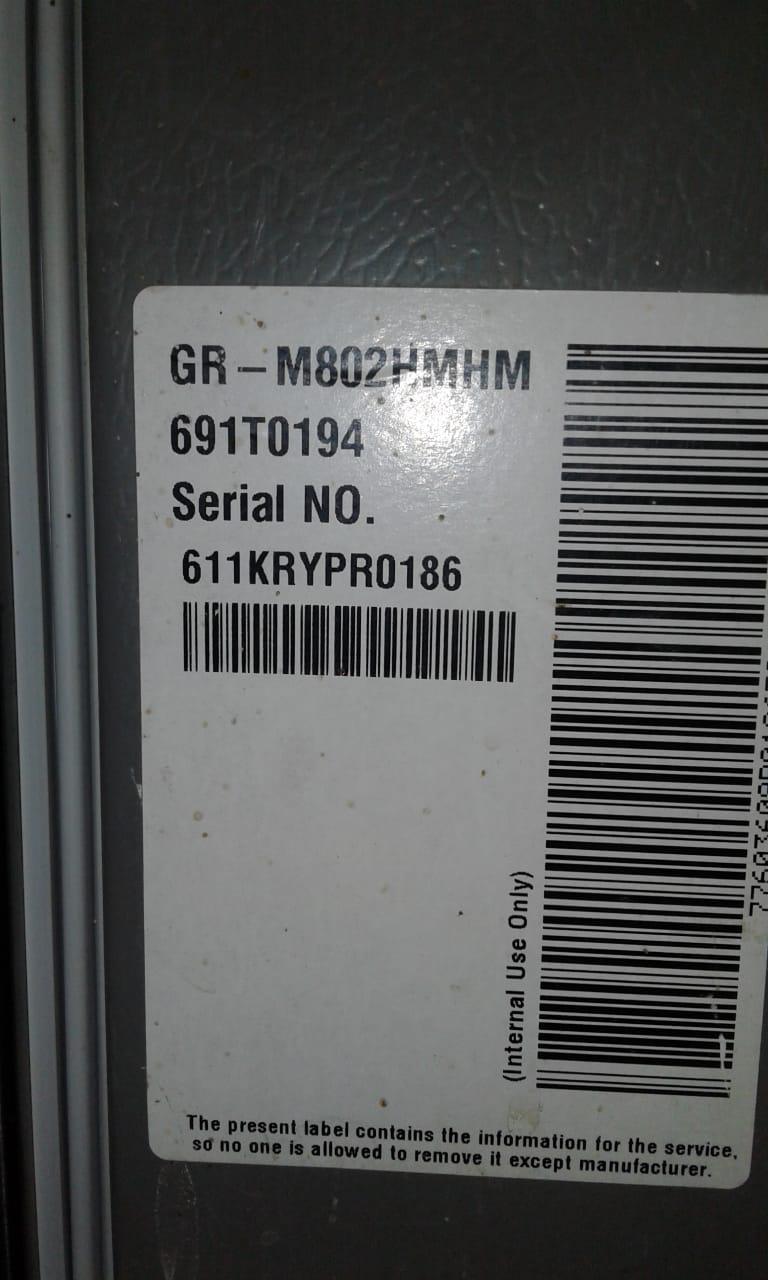 GR-M802HMHM
691T0194
Serial NO.
611KRYPR0186
(Internal Use Only)
The present label contains the information for the service,
so no one is allowed to remove it except manufacturer.